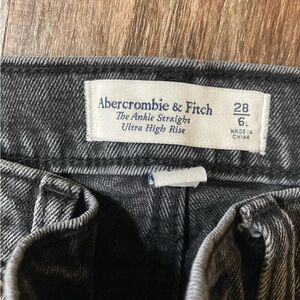 Abercrombie & Fitch
The Ankle Straight
Ultra High Rise
28
6.
MADE IN
CHINA